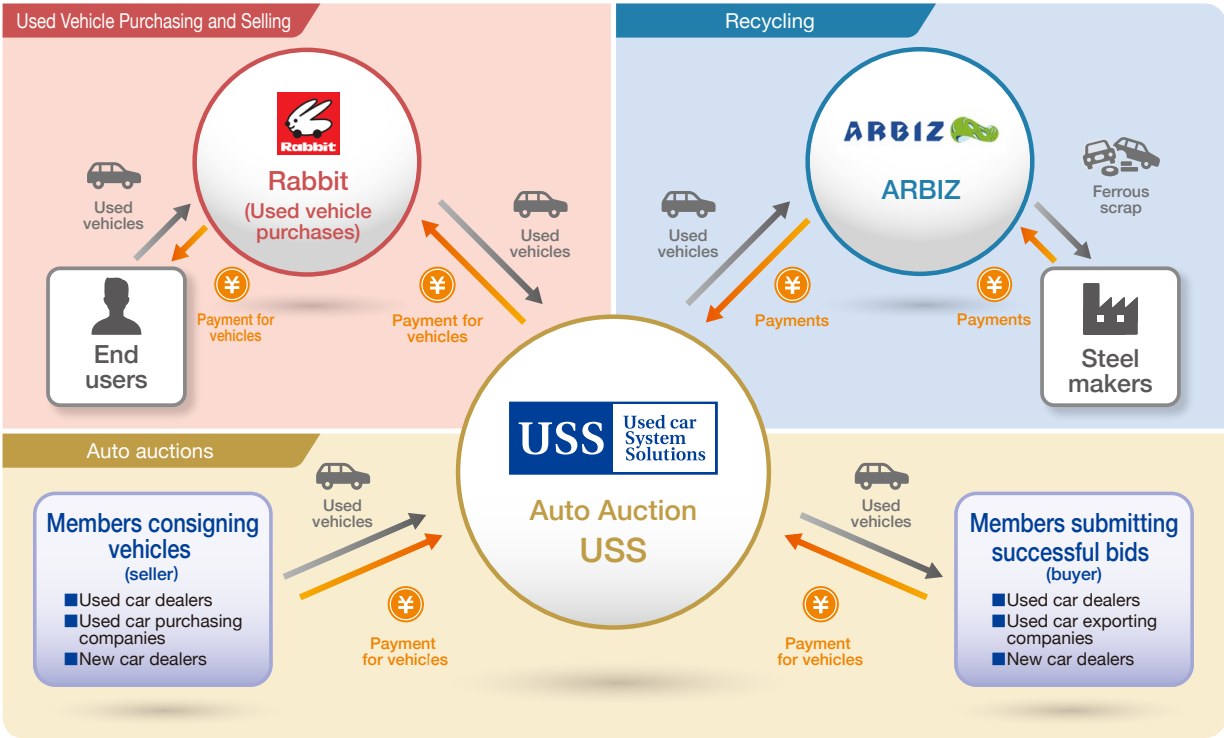 Used Vehicle Purchasing and Selling
Rabbit
Rabbit
(Used vehicle
purchases)
Used
vehicles
Used
vehicles
¥
Payment for
vehicles
¥
Payment for
vehicles
End
users
Recycling
ARBIZ
ARBIZ
Used
vehicles
Ferrous
scrap
¥
Payments
¥
Payments
Steel
makers
Auto auctions
USS
Used car
System
Solutions
Auto Auction
USS
Members consigning
vehicles
(seller)
■Used car dealers
■Used car purchasing
companies
■New car dealers
Used
vehicles
¥
Payment
for vehicles
Used
vehicles
¥
Payment
for vehicles
Members submitting
successful bids
(buyer)
■Used car dealers
■Used car exporting
companies
■New car dealers